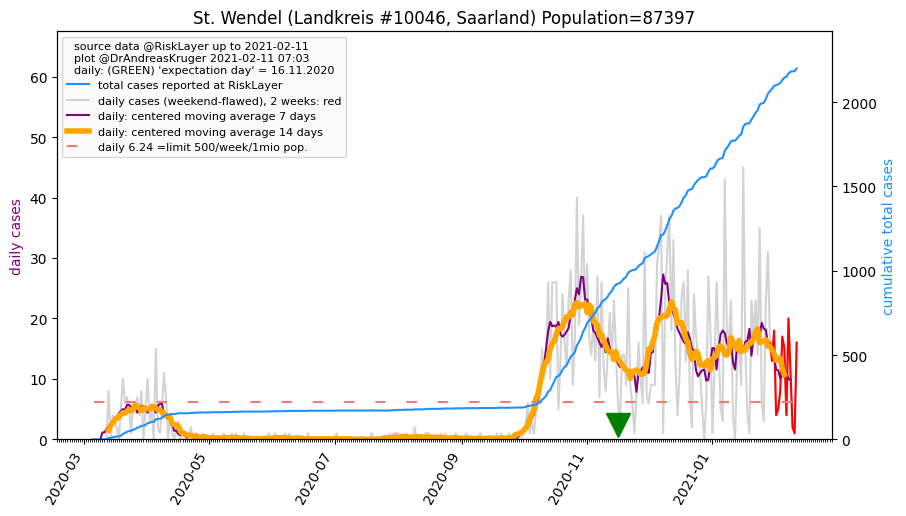 St. Wendel (Landkreis #10046, Saarland) Population=87397
source data @RiskLayer up to 2021-02-11
plot @DrAndreasKruger 2021-02-11 07:03
daily: (GREEN) 'expectation day' = 16.11.2020
total cases reported at RiskLayer
daily cases (weekend-flawed), 2 weeks: red
daily: centered moving average 7 days
daily: centered moving average 14 days
daily 6.24 =limit 500/week/1mio pop.
daily cases
60
50
40
30
20
10
0
cumulative total cases
2000
1500
1000
500
0
2020-03
2020-05
2020-07
2020-09
2020-11
2021-01